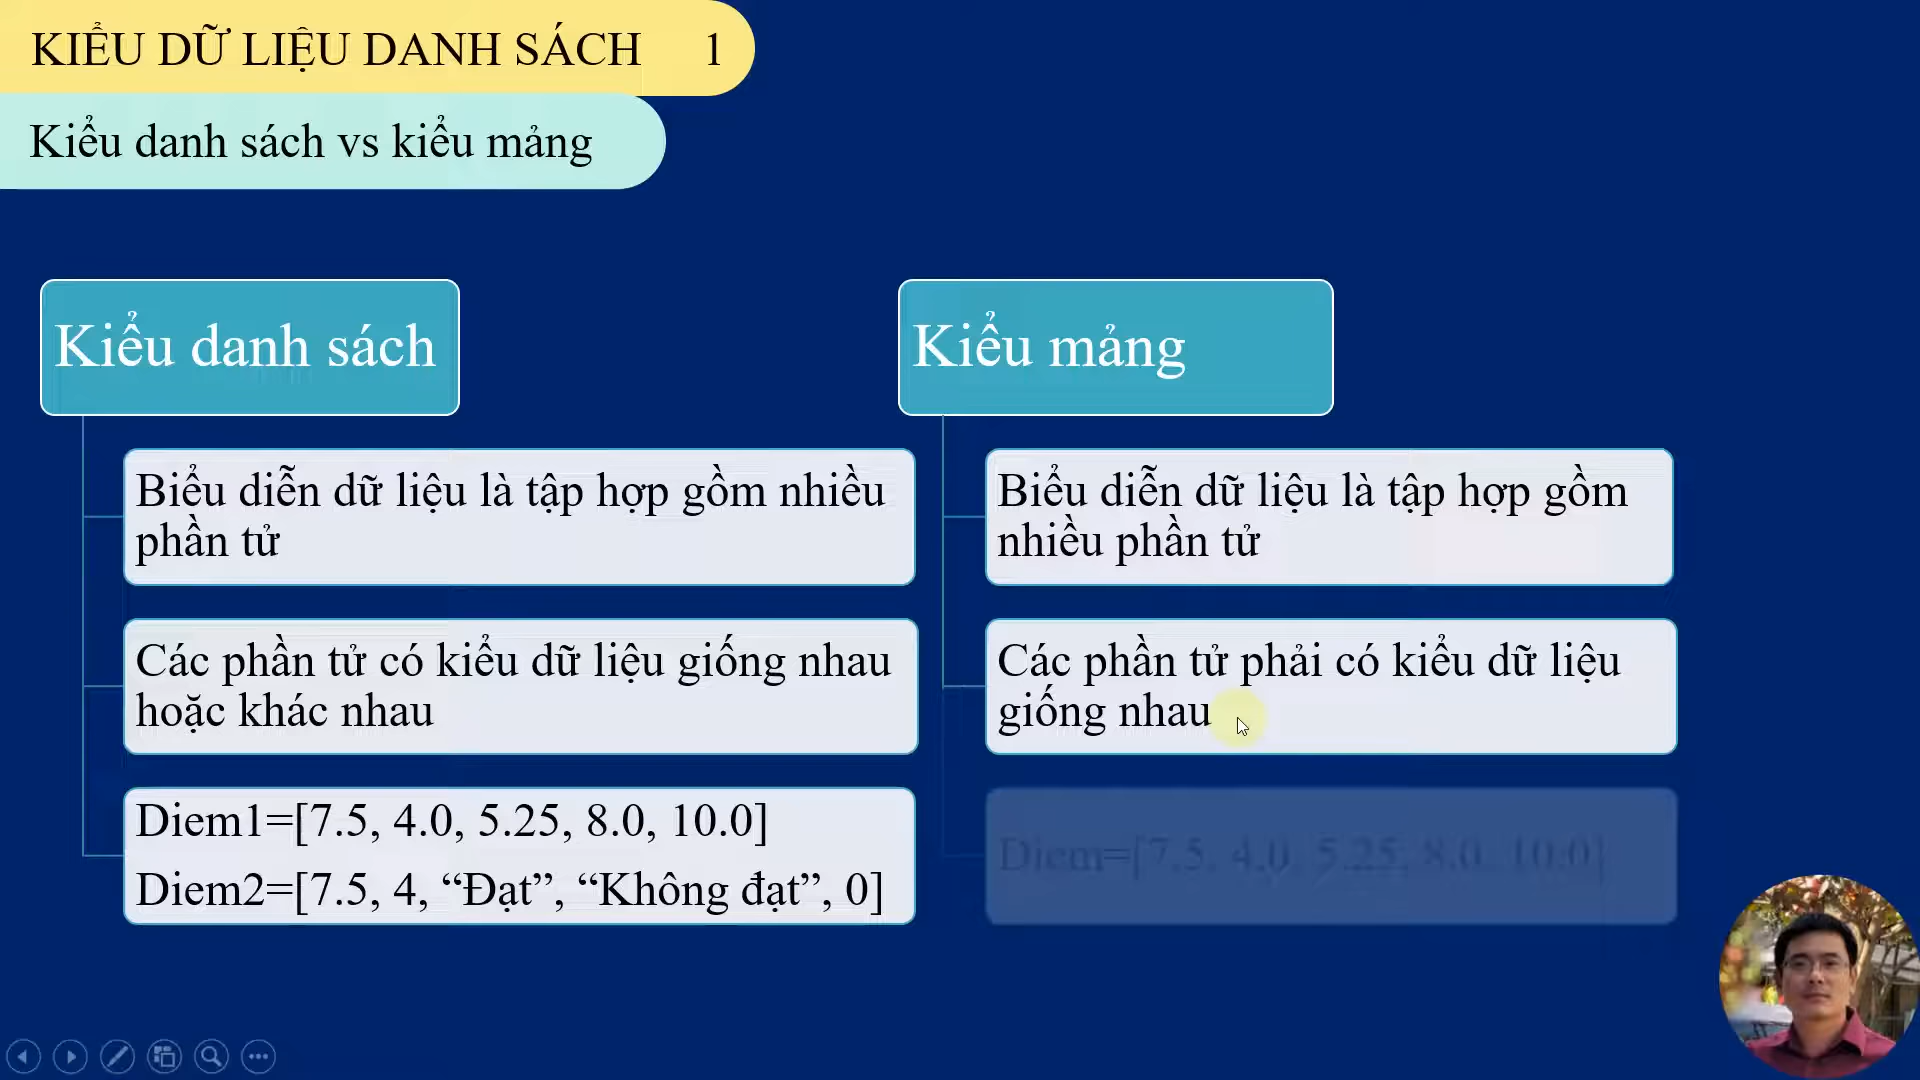 KIỂU DỮ LIỆU DANH SÁCH 1
Kiểu danh sách vs kiểu mảng
Kiểu danh sách
Biểu diễn dữ liệu là tập hợp gồm nhiều
phần tử
Các phần tử có kiểu dữ liệu giống nhau
hoặc khác nhau
Diem1=[7.5, 4.0, 5.25, 8.0, 10.0]
Diem2=[7.5, 4, “Đạt”, “Không đạt”, 0]
Kiểu mảng
Biểu diễn dữ liệu là tập hợp gồm
nhiều phần tử
Các phần tử phải có kiểu dữ liệu
giống nhau
Diem=[7.5, 4.0, 5.25, 8.0, 10.0]